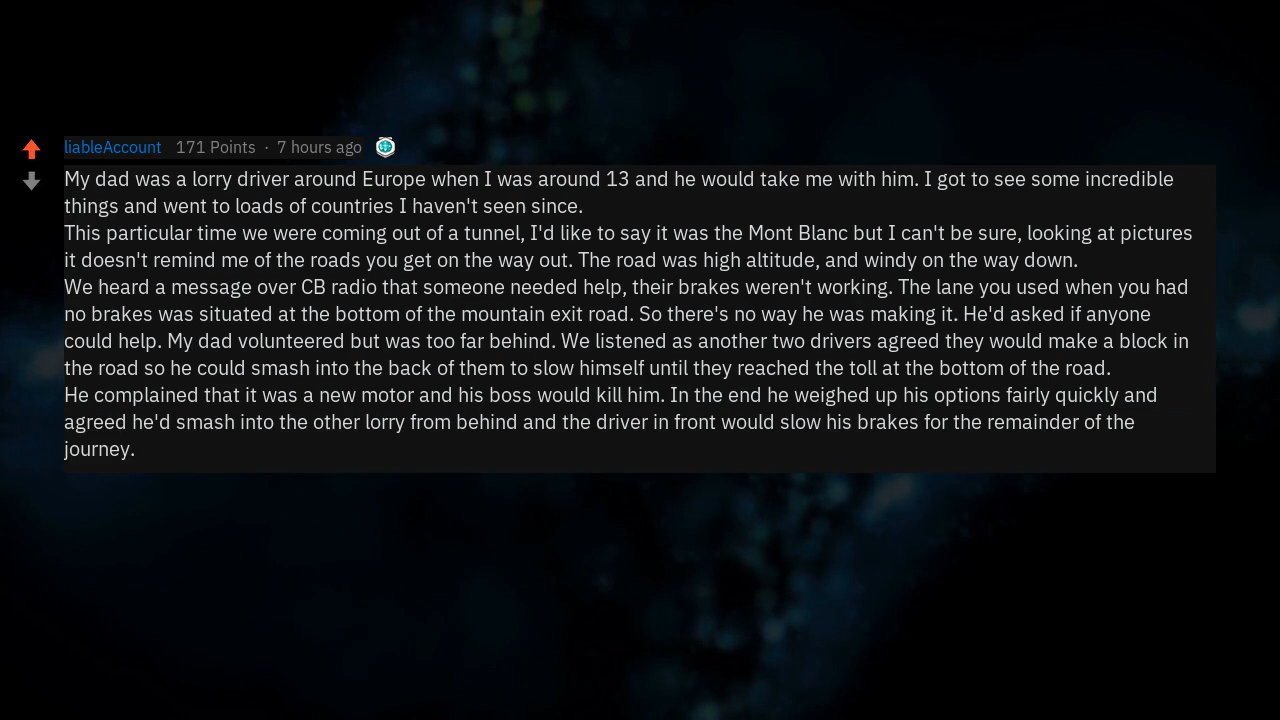 liableAccount 171 Points · 7 hours ago
My dad was a lorry driver around Europe when I was around 13 and he would take me with him. I got to see some incredible
things and went to loads of countries I haven't seen since.
This particular time we were coming out of a tunnel, I'd like to say it was the Mont Blanc but I can't be sure, looking at pictures
it doesn't remind me of the roads you get on the way out. The road was high altitude, and windy on the way down.
We heard a message over CB radio that someone needed help, their brakes weren't working. The lane you used when you had
no brakes was situated at the bottom of the mountain exit road. So there's no way he was making it. He'd asked if anyone
could help. My dad volunteered but was too far behind. We listened as another two drivers agreed they would make a block in
the road so he could smash into the back of them to slow himself until they reached the toll at the bottom of the road.
He complained that it was a new motor and his boss would kill him. In the end he weighed up his options fairly quickly and
agreed he'd smash into the other lorry from behind and the driver in front would slow his brakes for the remainder of the
journey.